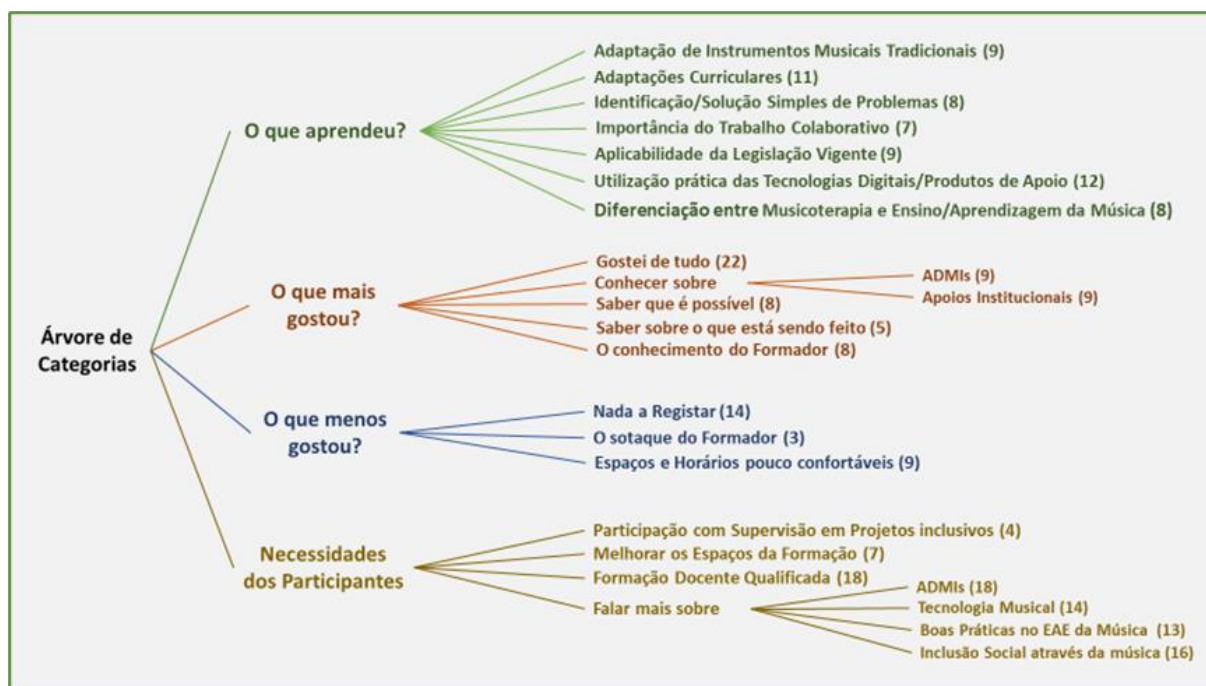 Árvore de
Categorias
O que aprendeu?
Adaptação de Instrumentos Musicais Tradicionais (9)
Adaptações Curriculares (11)
Identificação/Solução Simples de Problemas (8)
Importância do Trabalho Colaborativo (7)
Aplicabilidade da Legislação Vigente (9)
Utilização prática das Tecnologias Digitais/Produtos de Apoio (12)
Diferenciação entre Musicoterapia e Ensino/Aprendizagem da Música (8)
O que mais
gostou?
Gostei de tudo (22)
Conhecer sobre
ADMIs (9)
Apoios Institucionais (9)
Saber que é possível (8)
Saber sobre o que está sendo feito (5)
O conhecimento do Formador (8)
O que menos
gostou?
Nada a Registar (14)
O sotaque do Formador (3)
Espaços e Horários pouco confortáveis (9)
Necessidades
dos Participantes
Participação com Supervisão em Projetos inclusivos (4)
Melhorar os Espaços da Formação (7)
Formação Docente Qualificada (18)
Falar mais sobre
ADMIs (18)
Tecnologia Musical (14)
Boas Práticas no EAE da Música (13)
Inclusão Social através da música (16)